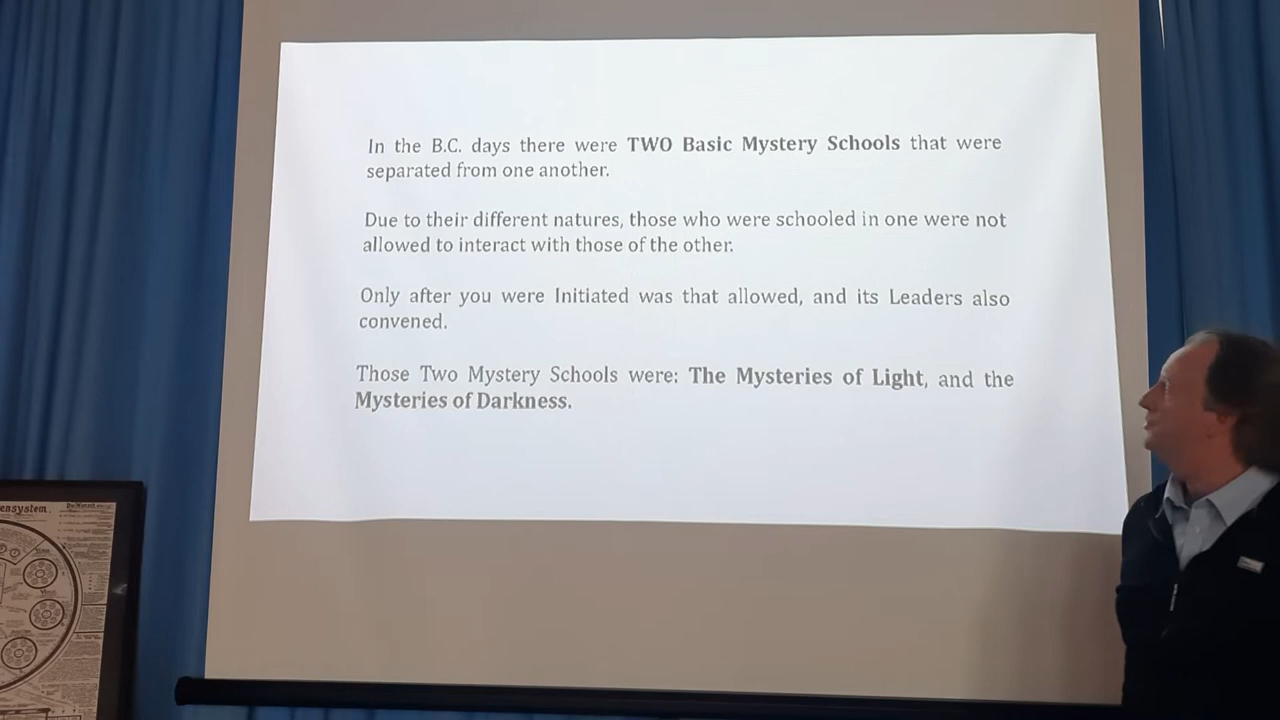 In the B.C. days there were TWO Basic Mystery Schools that were
separated from one another.
Due to their different natures, those who were schooled in one were not
allowed to interact with those of the other.
Only after you were Initiated was that allowed, and its Leaders also
convened.
Those Two Mystery Schools were: The Mysteries of Light, and the
Mysteries of Darkness.
ensystem.